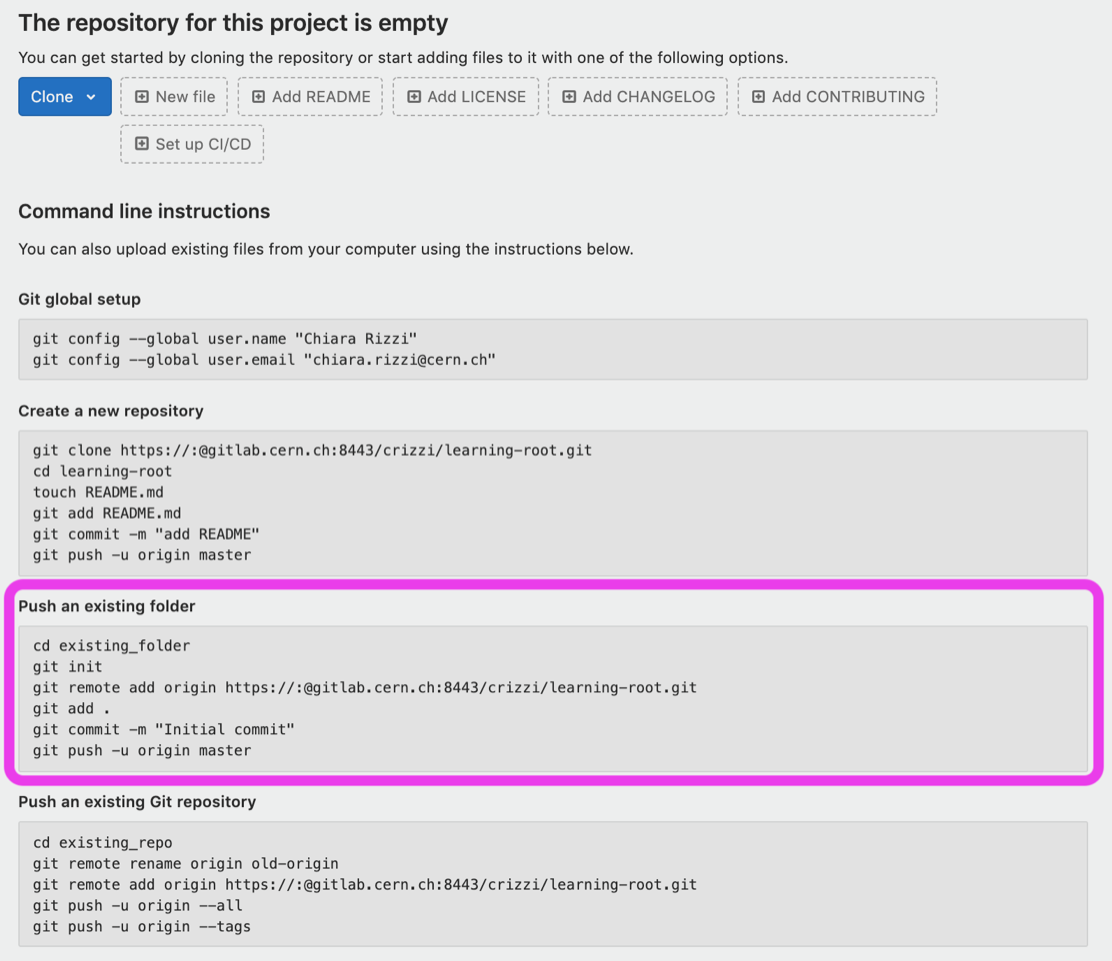 The repository for this project is empty
You can get started by cloning the repository or start adding files to it with one of the following options.
Clone New file Add README Add LICENSE Add CHANGELOG Add CONTRIBUTING
Set up CI/CD
Command line instructions
You can also upload existing files from your computer using the instructions below.
Git global setup
git config --global user.name "Chiara Rizzi"
git config --global user.email "chiara.rizzi@cern.ch"
Create a new repository
git clone https://:@gitlab.cern.ch:8443/crizzi/learning-root.git
cd learning-root
touch README.md
git add README.md
git commit -m "add README"
git push -u origin master
Push an existing folder
cd existing_folder
git init
git remote add origin https://:@gitlab.cern.ch:8443/crizzi/learning-root.git
git add .
git commit -m "Initial commit"
git push -u origin master
Push an existing Git repository
cd existing_repo
git remote rename origin old-origin
git remote add origin https://:@gitlab.cern.ch:8443/crizzi/learning-root.git
git push -u origin --all
git push -u origin --tags